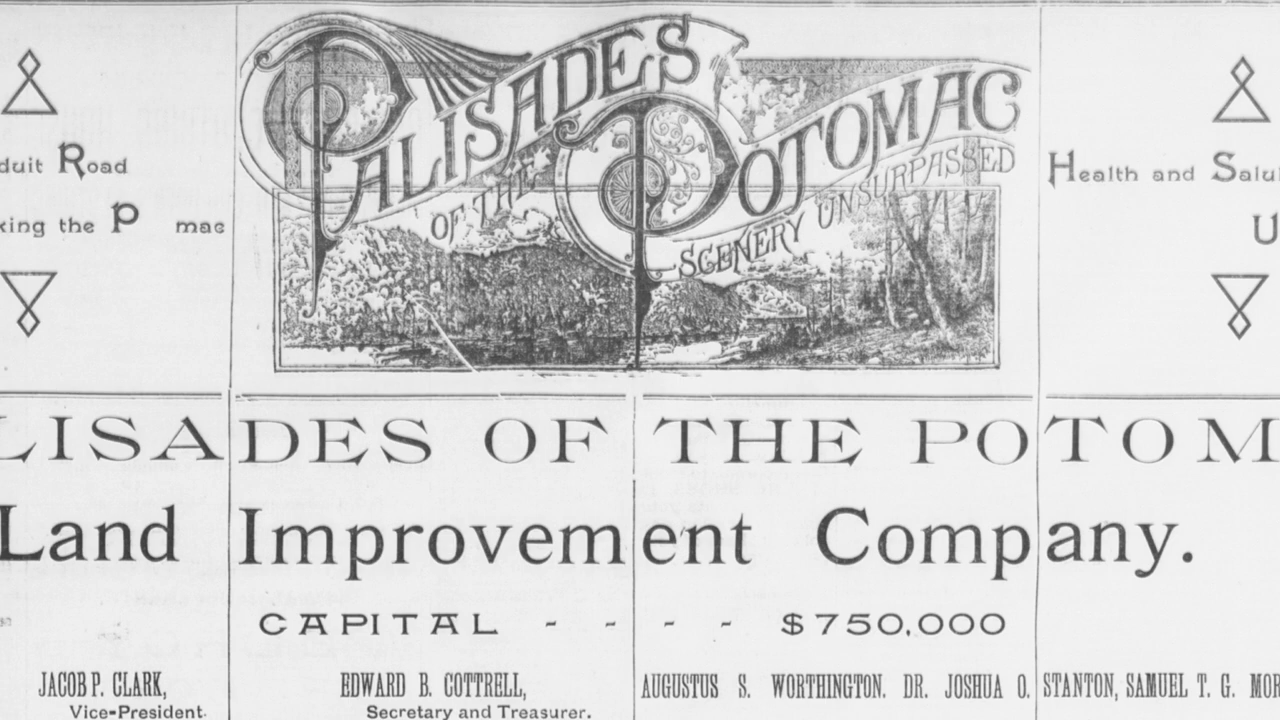 PALISADES
OF THE
POTOMAC
SCENERY UNSURPASSED
duit Road
king the P mac
Health and Salu
U
LISADES OF THE POTOM
Land Improvement Company.
CAPITAL - - - - $750,000
JACOB P. CLARK,
Vice-President.
EDWARD B. COTTRELL,
Secretary and Treasurer.
AUGUSTUS S. WORTHINGTON. DR. JOSHUA O. STANTON, SAMUEL T. G. MOR